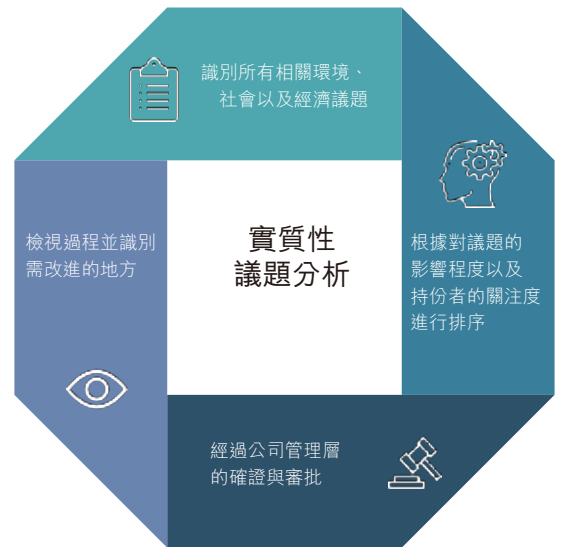 識別所有相關環境、
社會以及經濟議題
根據對議題的
影響程度以及
持份者的關注度
進行排序
經過公司管理層
的確證與審批
檢視過程並識別
需改進的地方
實質性
議題分析